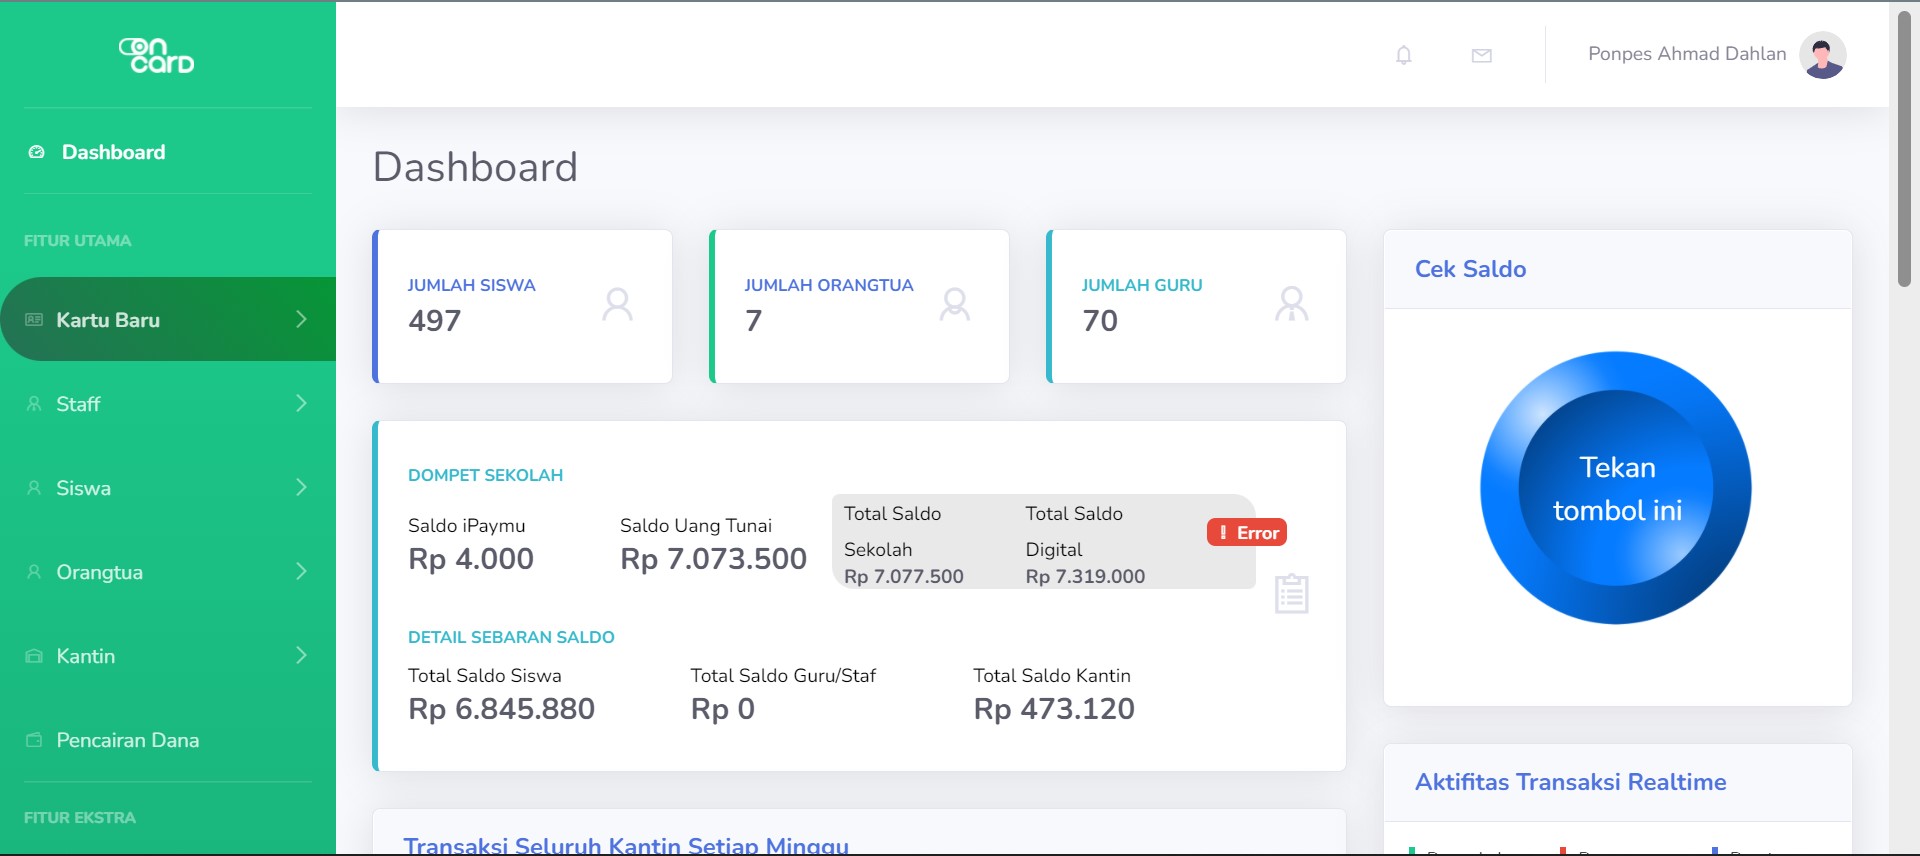 on
card
Dashboard
FITUR UTAMA
Kartu Baru
Staff
Siswa
Orangtua
Kantin
Pencairan Dana
FITUR EKSTRA
Ponpes Ahmad Dahlan
Dashboard
JUMLAH SISWA
497
JUMLAH ORANGTUA
7
JUMLAH GURU
70
DOMPET SEKOLAH
Saldo iPaymu
Rp 4.000
Saldo Uang Tunai
Rp 7.073.500
Total Saldo
Sekolah
Rp 7.077.500
Total Saldo
Digital
Rp 7.319.000
! Error
DETAIL SEBARAN SALDO
Total Saldo Siswa
Rp 6.845.880
Total Saldo Guru/Staf
Rp 0
Total Saldo Kantin
Rp 473.120
Transaksi Seluruh Kantin Setiap Minggu
Cek Saldo
Tekan
tombol ini
Aktifitas Transaksi Realtime